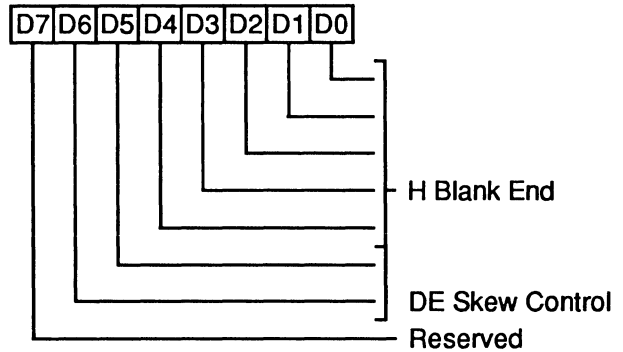 D7 D6 D5 D4 D3 D2 D1 D0
H Blank End
DE Skew Control
Reserved